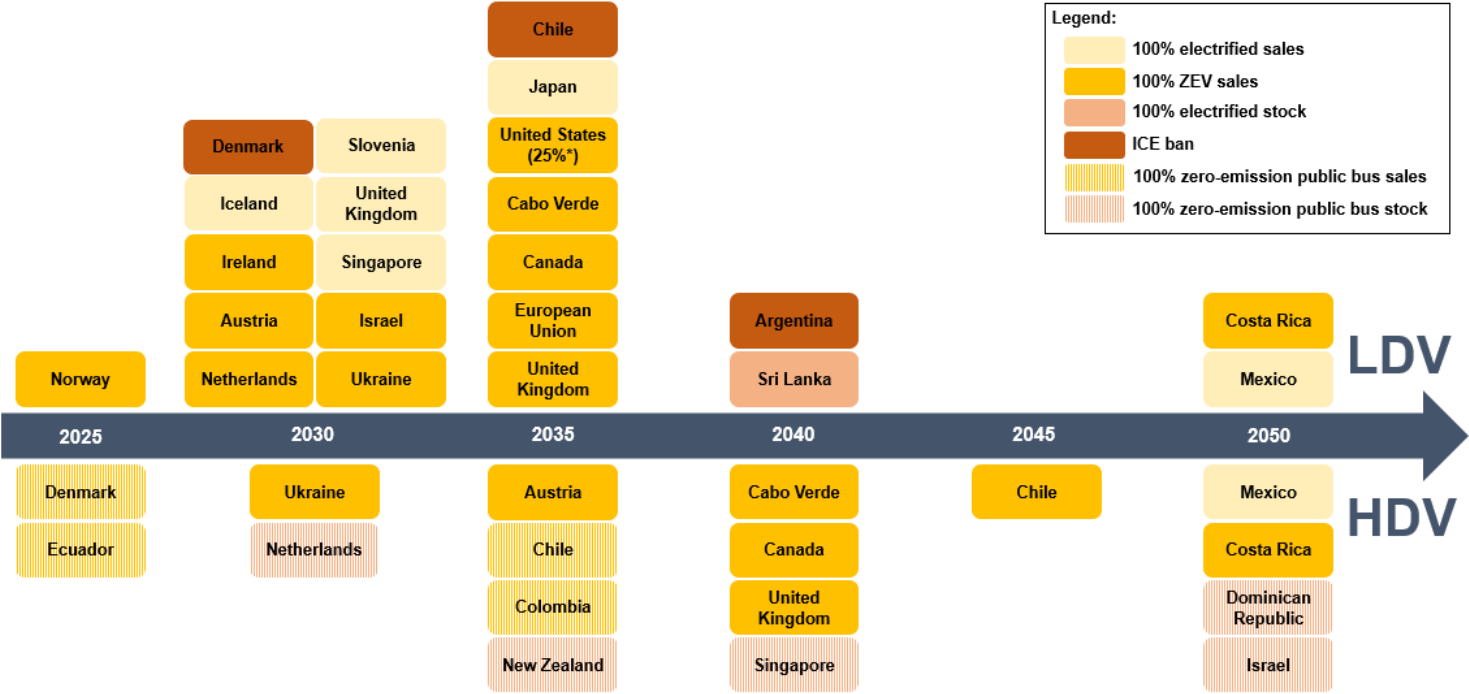 Legend:
100% electrified sales
100% ZEV sales
100% electrified stock
ICE ban
100% zero-emission public bus sales
100% zero-emission public bus stock
Norway
Denmark
Iceland
Ireland
Austria
Netherlands
Slovenia
United
Kingdom
Singapore
Israel
Ukraine
Chile
Japan
United States
(25%*)
Cabo Verde
Canada
European
Union
United
Kingdom
Argentina
Sri Lanka
Costa Rica
Mexico
LDV
2025
2030
2035
2040
2045
2050
Denmark
Ecuador
Ukraine
Netherlands
Austria
Chile
Colombia
New Zealand
Cabo Verde
Canada
United
Kingdom
Singapore
Chile
Mexico
Costa Rica
Dominican
Republic
Israel
HDV